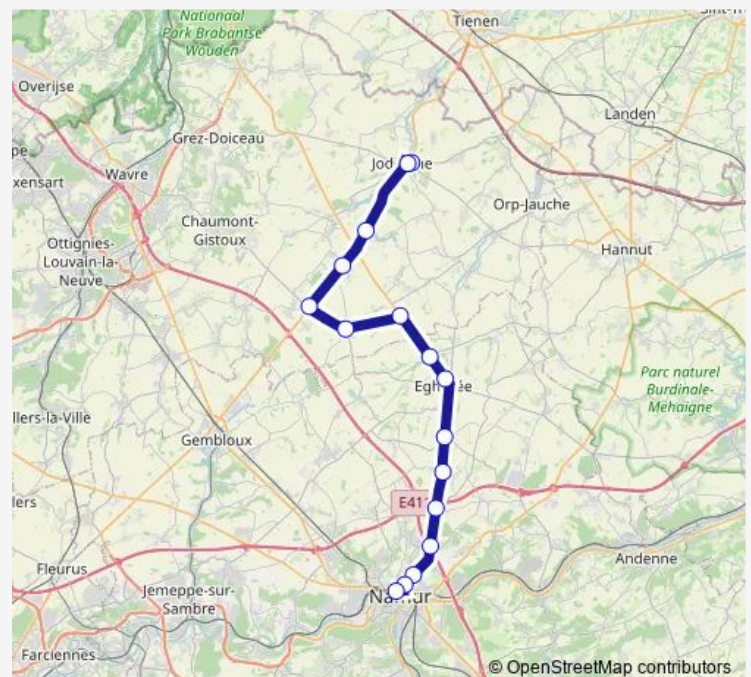 Nationaal
Park Brabantse
Wouden
Tienen
Overijse
Landen
Grez-Doiceau
Wavre
Orp-Jauche
Chaumont-
Gistoux
Ottignies-
Louvain-la-
Neuve
Hannut
Parc naturel
Burdinale-
Mehaigne
Gembloux
E411
Andenne
Fleurus
Jemeppe-sur-
Sambre
Namur
Farciennes
© OpenStreetMap contributors